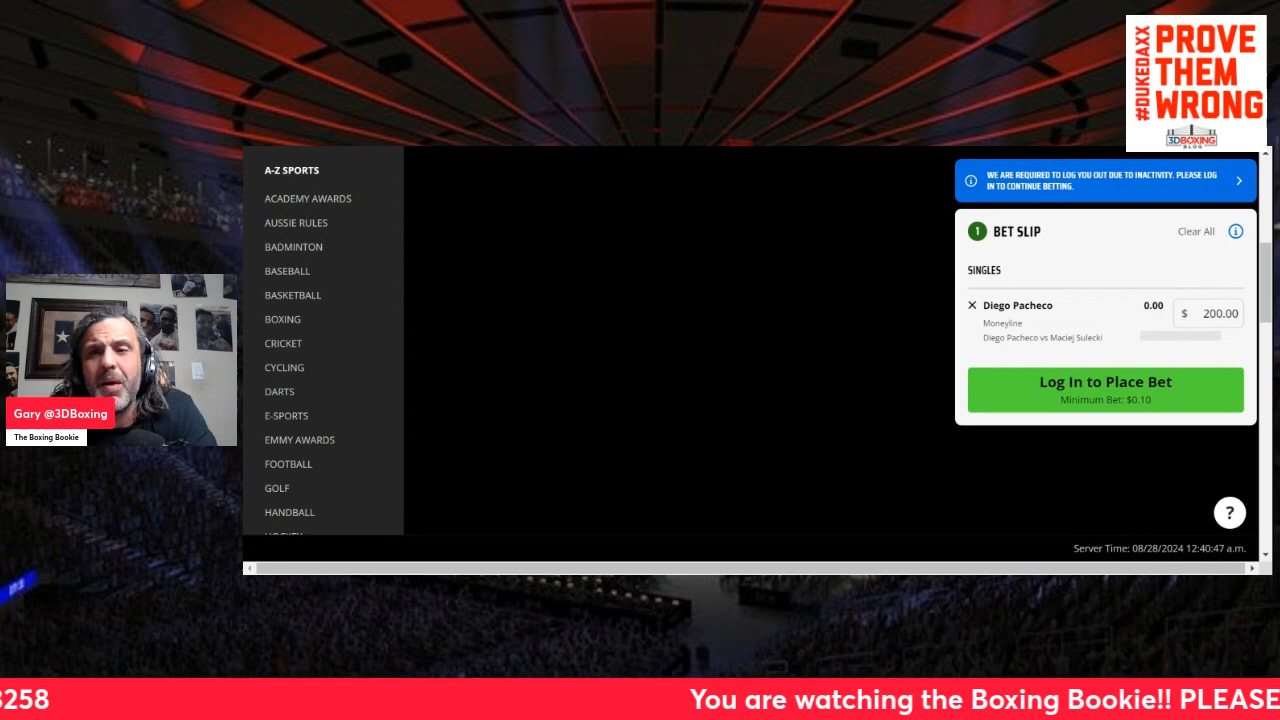 #DUKEDAXX
PROVE
THEM
WRONG
3DBOXING
BLOG
A-Z SPORTS
ACADEMY AWARDS
AUSSIE RULES
BADMINTON
BASEBALL
BASKETBALL
BOXING
CRICKET
CYCLING
DARTS
E-SPORTS
EMMY AWARDS
FOOTBALL
GOLF
HANDBALL
HOCKEY
WE ARE REQUIRED TO LOG YOU OUT DUE TO INACTIVITY. PLEASE LOG
IN TO CONTINUE BETTING.
1 BET SLIP Clear All
SINGLES
Diego Pacheco 0.00 $ 200.00
Moneyline
Diego Pacheco vs Maciej Sulecki
Log In to Place Bet
Minimum Bet: $0.10
?
Server Time: 08/28/2024 12:40:47 a.m.
Gary @3DBoxing
The Boxing Bookie
3258 You are watching the Boxing Bookie!! PLEASE